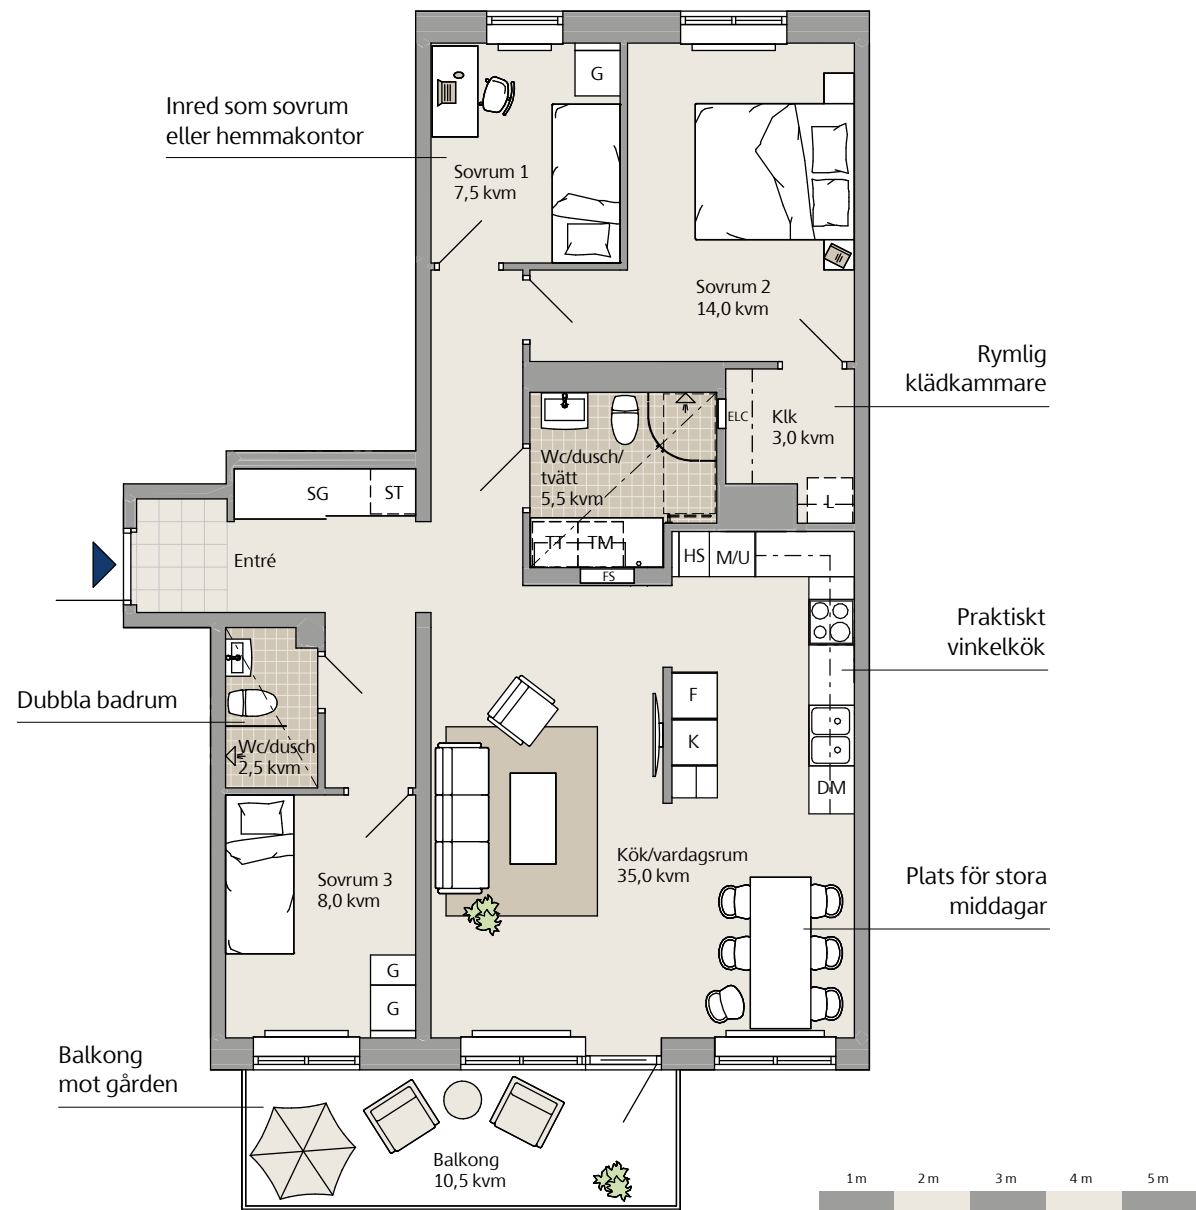 Inred som sovrum
eller hemmakontor
G
Sovrum 1
7,5 kvm
Sovrum 2
14,0 kvm
Rymlig
klädkammare
ELC
Klk
3,0 kvm
Wc/dusch/
tvätt
5,5 kvm
SG
ST
L
TT
TM
FS
HS
M/U
Entré
Praktiskt
vinkelkök
Dubbla badrum
F
K
Wc/dusch
2,5 kvm
DM
Sovrum 3
8,0 kvm
Kök/vardagsrum
35,0 kvm
Plats för stora
middagar
G
G
Balkong
mot gården
Balkong
10,5 kvm
1 m
2 m
3 m
4 m
5 m